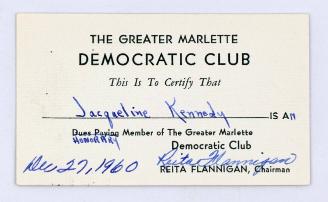 THE GREATER MARLETTE
DEMOCRATIC CLUB
This Is To Certify That
Jacqueline Kennedy IS AN
Dues Paying Member of The Greater Marlette
HONORARY Democratic Club
Dec 27, 1960 Reita Flannigan
REITA FLANNIGAN, Chairman